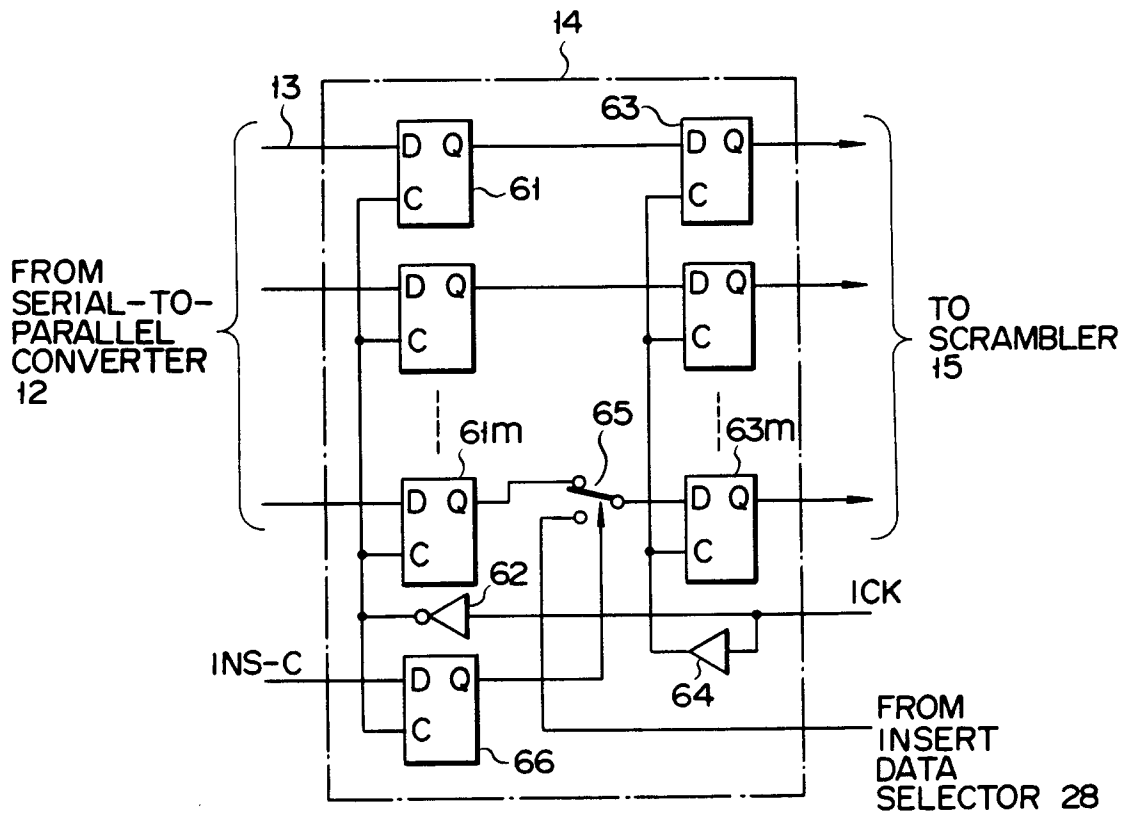 14
13
63
D Q
C
61
D Q
C
FROM
SERIAL-TO-
PARALLEL
CONVERTER
12
D Q
C
D Q
C
TO
SCRAMBLER
15
61m
65
63m
D Q
C
D Q
C
62
ICK
INS-C
D Q
C
66
64
FROM
INSERT
DATA
SELECTOR 28